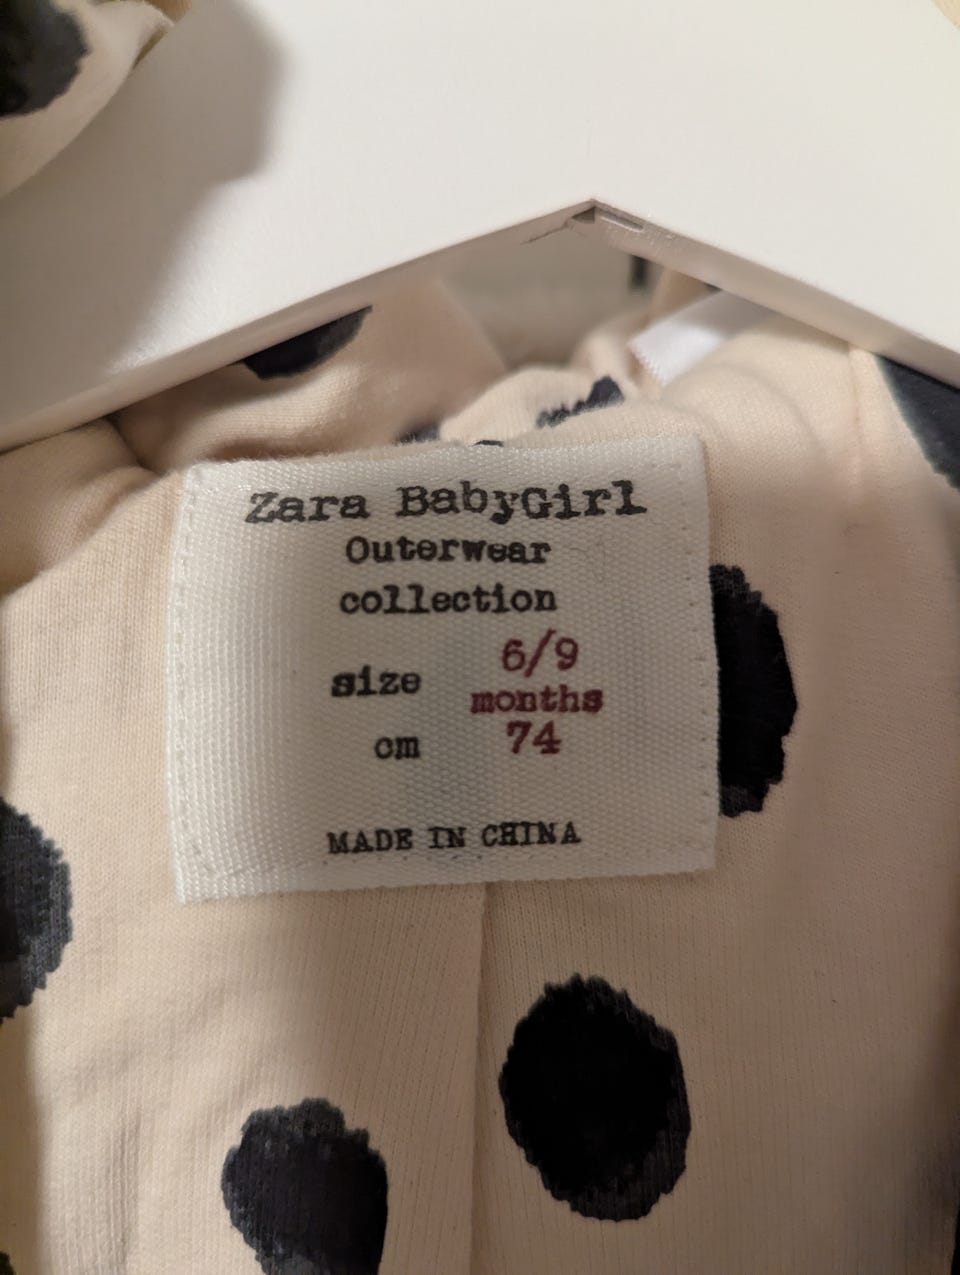 Zara BabyGirl
Outerwear
collection
size 6/9
months
cm 74
MADE IN CHINA